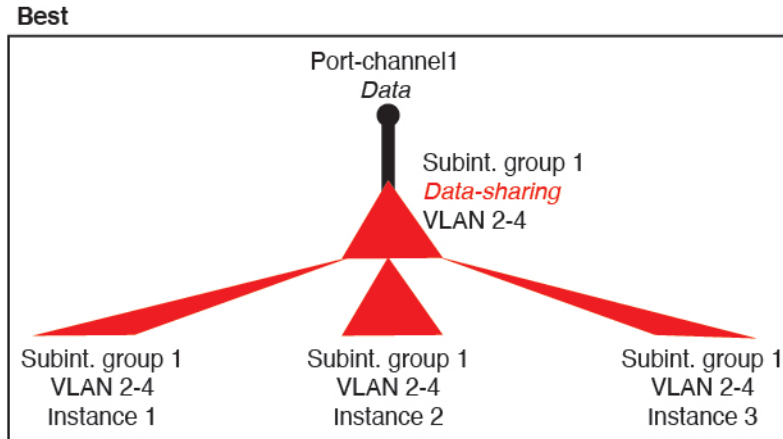 Best
Port-channel1
Data
Subint. group 1
Data-sharing
VLAN 2-4
Subint. group 1
VLAN 2-4
Instance 1
Subint. group 1
VLAN 2-4
Instance 2
Subint. group 1
VLAN 2-4
Instance 3